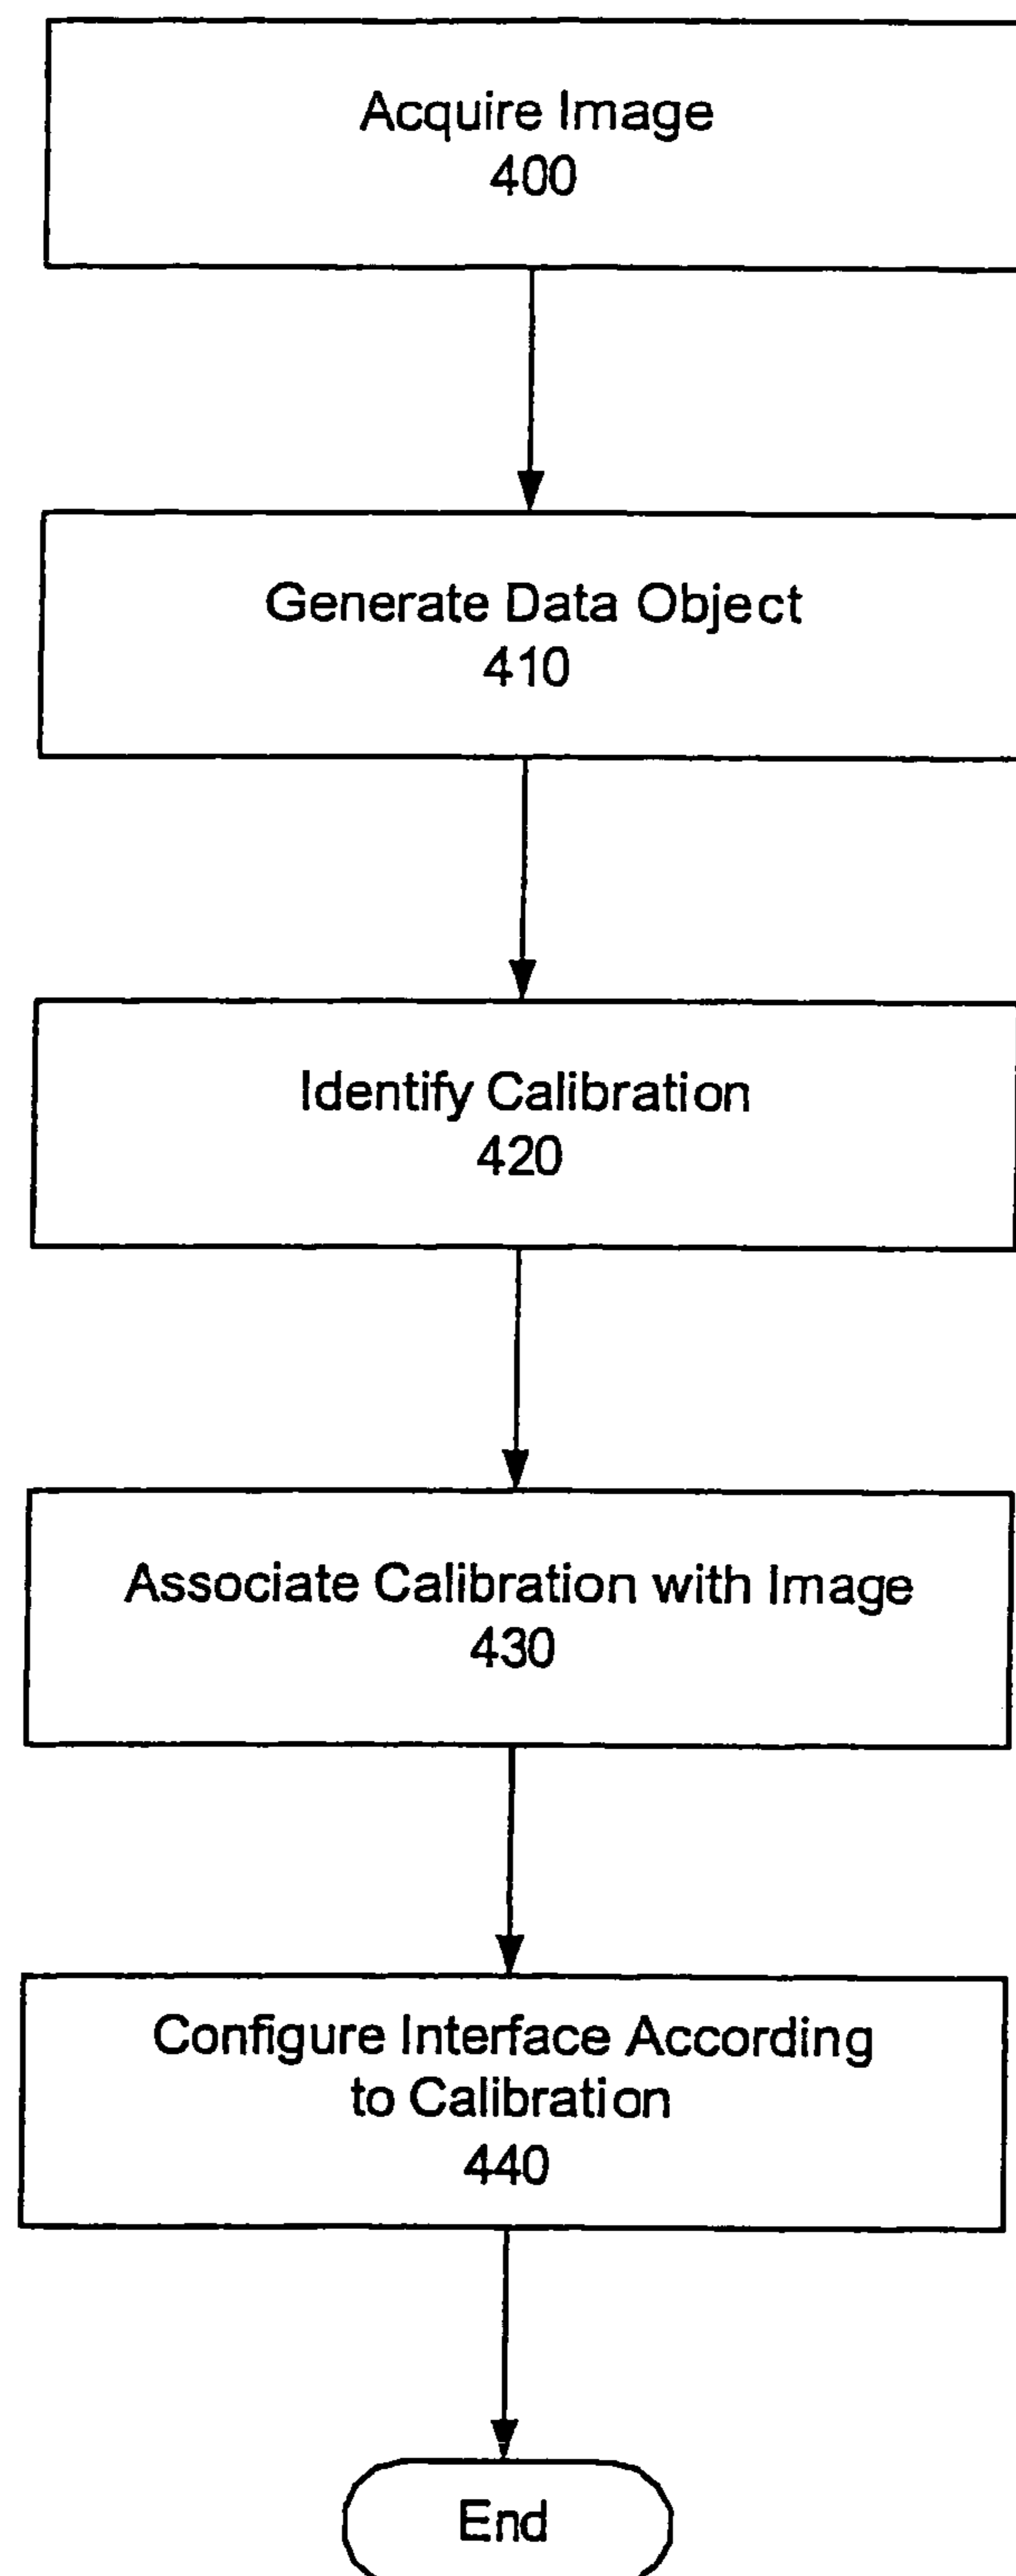 Acquire Image
400
Generate Data Object
410
Identify Calibration
420
Associate Calibration with Image
430
Configure Interface According
to Calibration
440
End